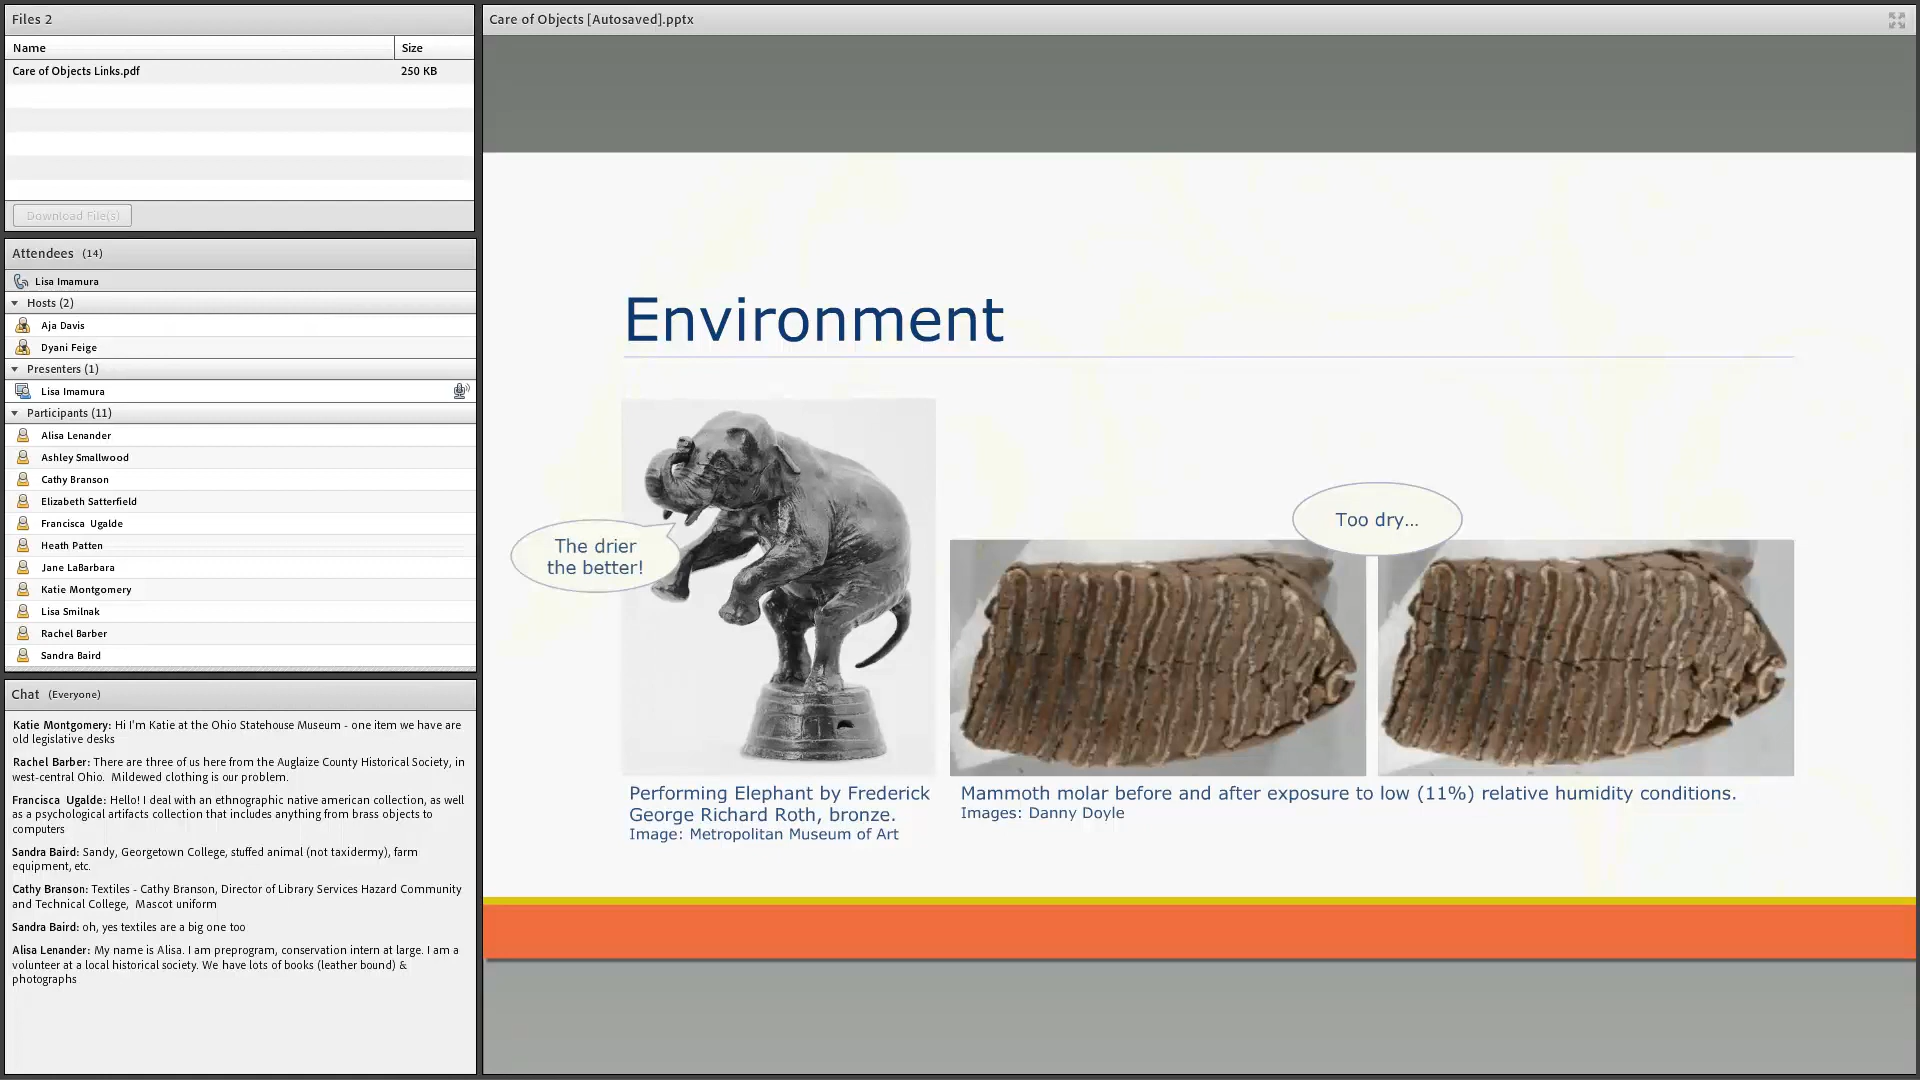 Files 2
Name Size
Care of Objects Links.pdf 250 KB
Download File(s)
Attendees (14)
Lisa Imamura
Hosts (2)
Aja Davis
Dyani Feige
Presenters (1)
Lisa Imamura
Participants (11)
Alisa Lenander
Ashley Smallwood
Cathy Branson
Elizabeth Satterfield
Francisca Ugalde
Heath Patten
Jane LaBarbara
Katie Montgomery
Lisa Smilnak
Rachel Barber
Sandra Baird
Chat (Everyone)
Katie Montgomery: Hi I'm Katie at the Ohio Statehouse Museum - one item we have are
old legislative desks
Rachel Barber: There are three of us here from the Auglaize County Historical Society, in
west-central Ohio. Mildewed clothing is our problem.
Francisca Ugalde: Hello! I deal with an ethnographic native american collection, as well
as a psychological artifacts collection that includes anything from brass objects to
computers
Sandra Baird: Sandy, Georgetown College, stuffed animal (not taxidermy), farm
equipment, etc.
Cathy Branson: Textiles - Cathy Branson, Director of Library Services Hazard Community
and Technical College, Mascot uniform
Sandra Baird: oh, yes textiles are a big one too
Alisa Lenander: My name is Alisa. I am preprogram, conservation intern at large. I am a
volunteer at a local historical society. We have lots of books (leather bound) &
photographs
Care of Objects [Autosaved].pptx
Environment
The drier
the better!
Too dry...
Performing Elephant by Frederick
George Richard Roth, bronze.
Image: Metropolitan Museum of Art
Mammoth molar before and after exposure to low (11%) relative humidity conditions.
Images: Danny Doyle